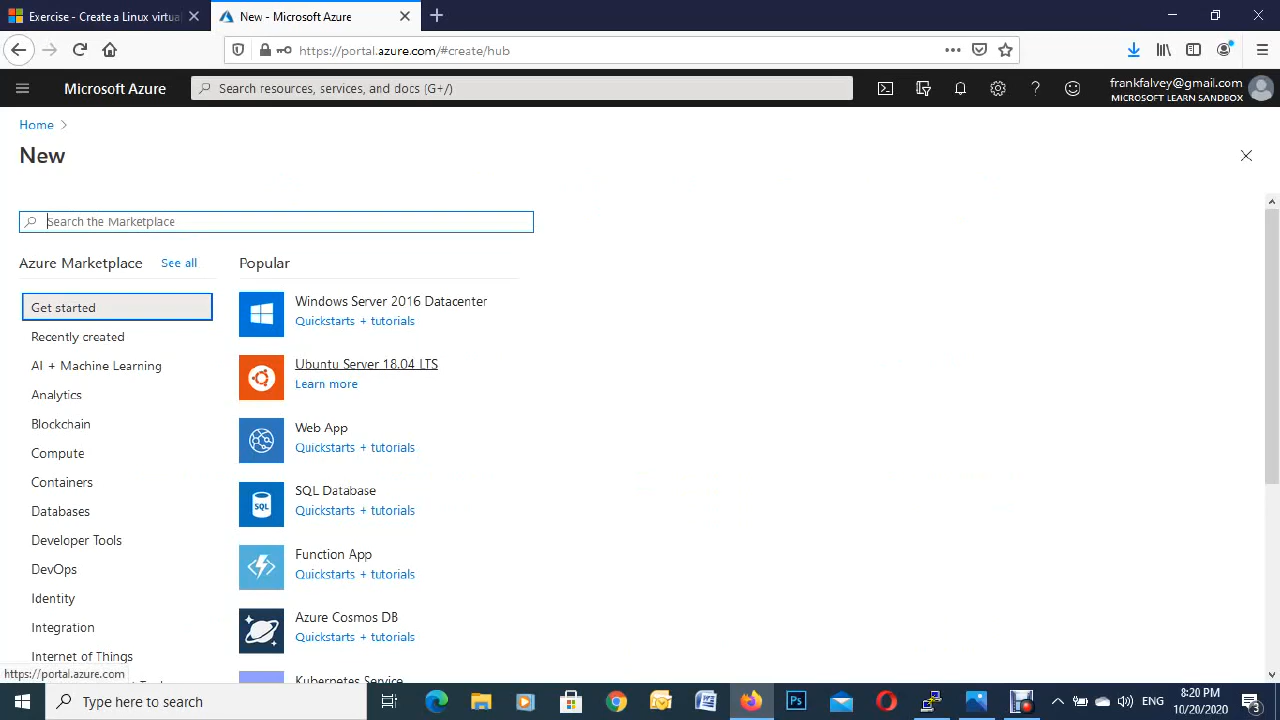 Exercise - Create a Linux virtua
New - Microsoft Azure
https://portal.azure.com/#create/hub
Microsoft Azure
Search resources, services, and docs (G+/)
frankfalvey@gmail.com
MICROSOFT LEARN SANDBOX
Home
New
Search the Marketplace
Azure Marketplace
See all
Popular
Get started
Recently created
AI + Machine Learning
Analytics
Blockchain
Compute
Containers
Databases
Developer Tools
DevOps
Identity
Integration
Internet of Things
Windows Server 2016 Datacenter
Quickstarts + tutorials
Ubuntu Server 18.04 LTS
Learn more
Web App
Quickstarts + tutorials
SQL Database
Quickstarts + tutorials
Function App
Quickstarts + tutorials
Azure Cosmos DB
Quickstarts + tutorials
Kubernetes Service
https://portal.azure.com
Type here to search
ENG
8:20 PM
10/20/2020
3